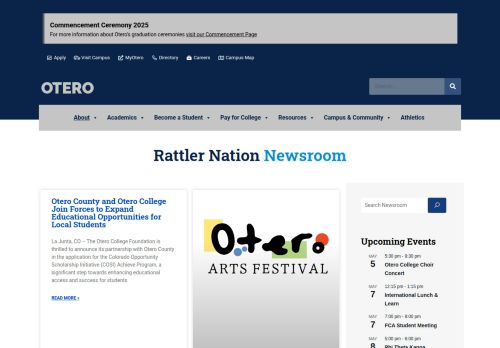 Commencement Ceremony 2025
For more information about Otero's graduation ceremonies visit our Commencement Page
Apply
Visit Campus
MyOtero
Directory
Careers
Campus Map
OTERO
Search...
About
Academics
Become a Student
Pay for College
Resources
Campus & Community
Athletics
Rattler Nation Newsroom
Otero County and Otero College
Join Forces to Expand
Educational Opportunities for
Local Students
La Junta, CO – The Otero College Foundation is
thrilled to announce its partnership with Otero County
in the application for the Colorado Opportunity
Scholarship Initiative (COSI) Achieve Program, a
significant step towards enhancing educational
access and success for students
READ MORE »
Otero
ARTS FESTIVAL
Search Newsroom
Upcoming Events
MAY
5
5:30 pm - 9:30 pm
Otero College Choir
Concert
MAY
7
12:15 pm - 1:15 pm
International Lunch &
Learn
MAY
7
7:00 pm - 8:00 pm
FCA Student Meeting
MAY
8
5:00 pm - 9:00 pm
Phi Theta Kappa